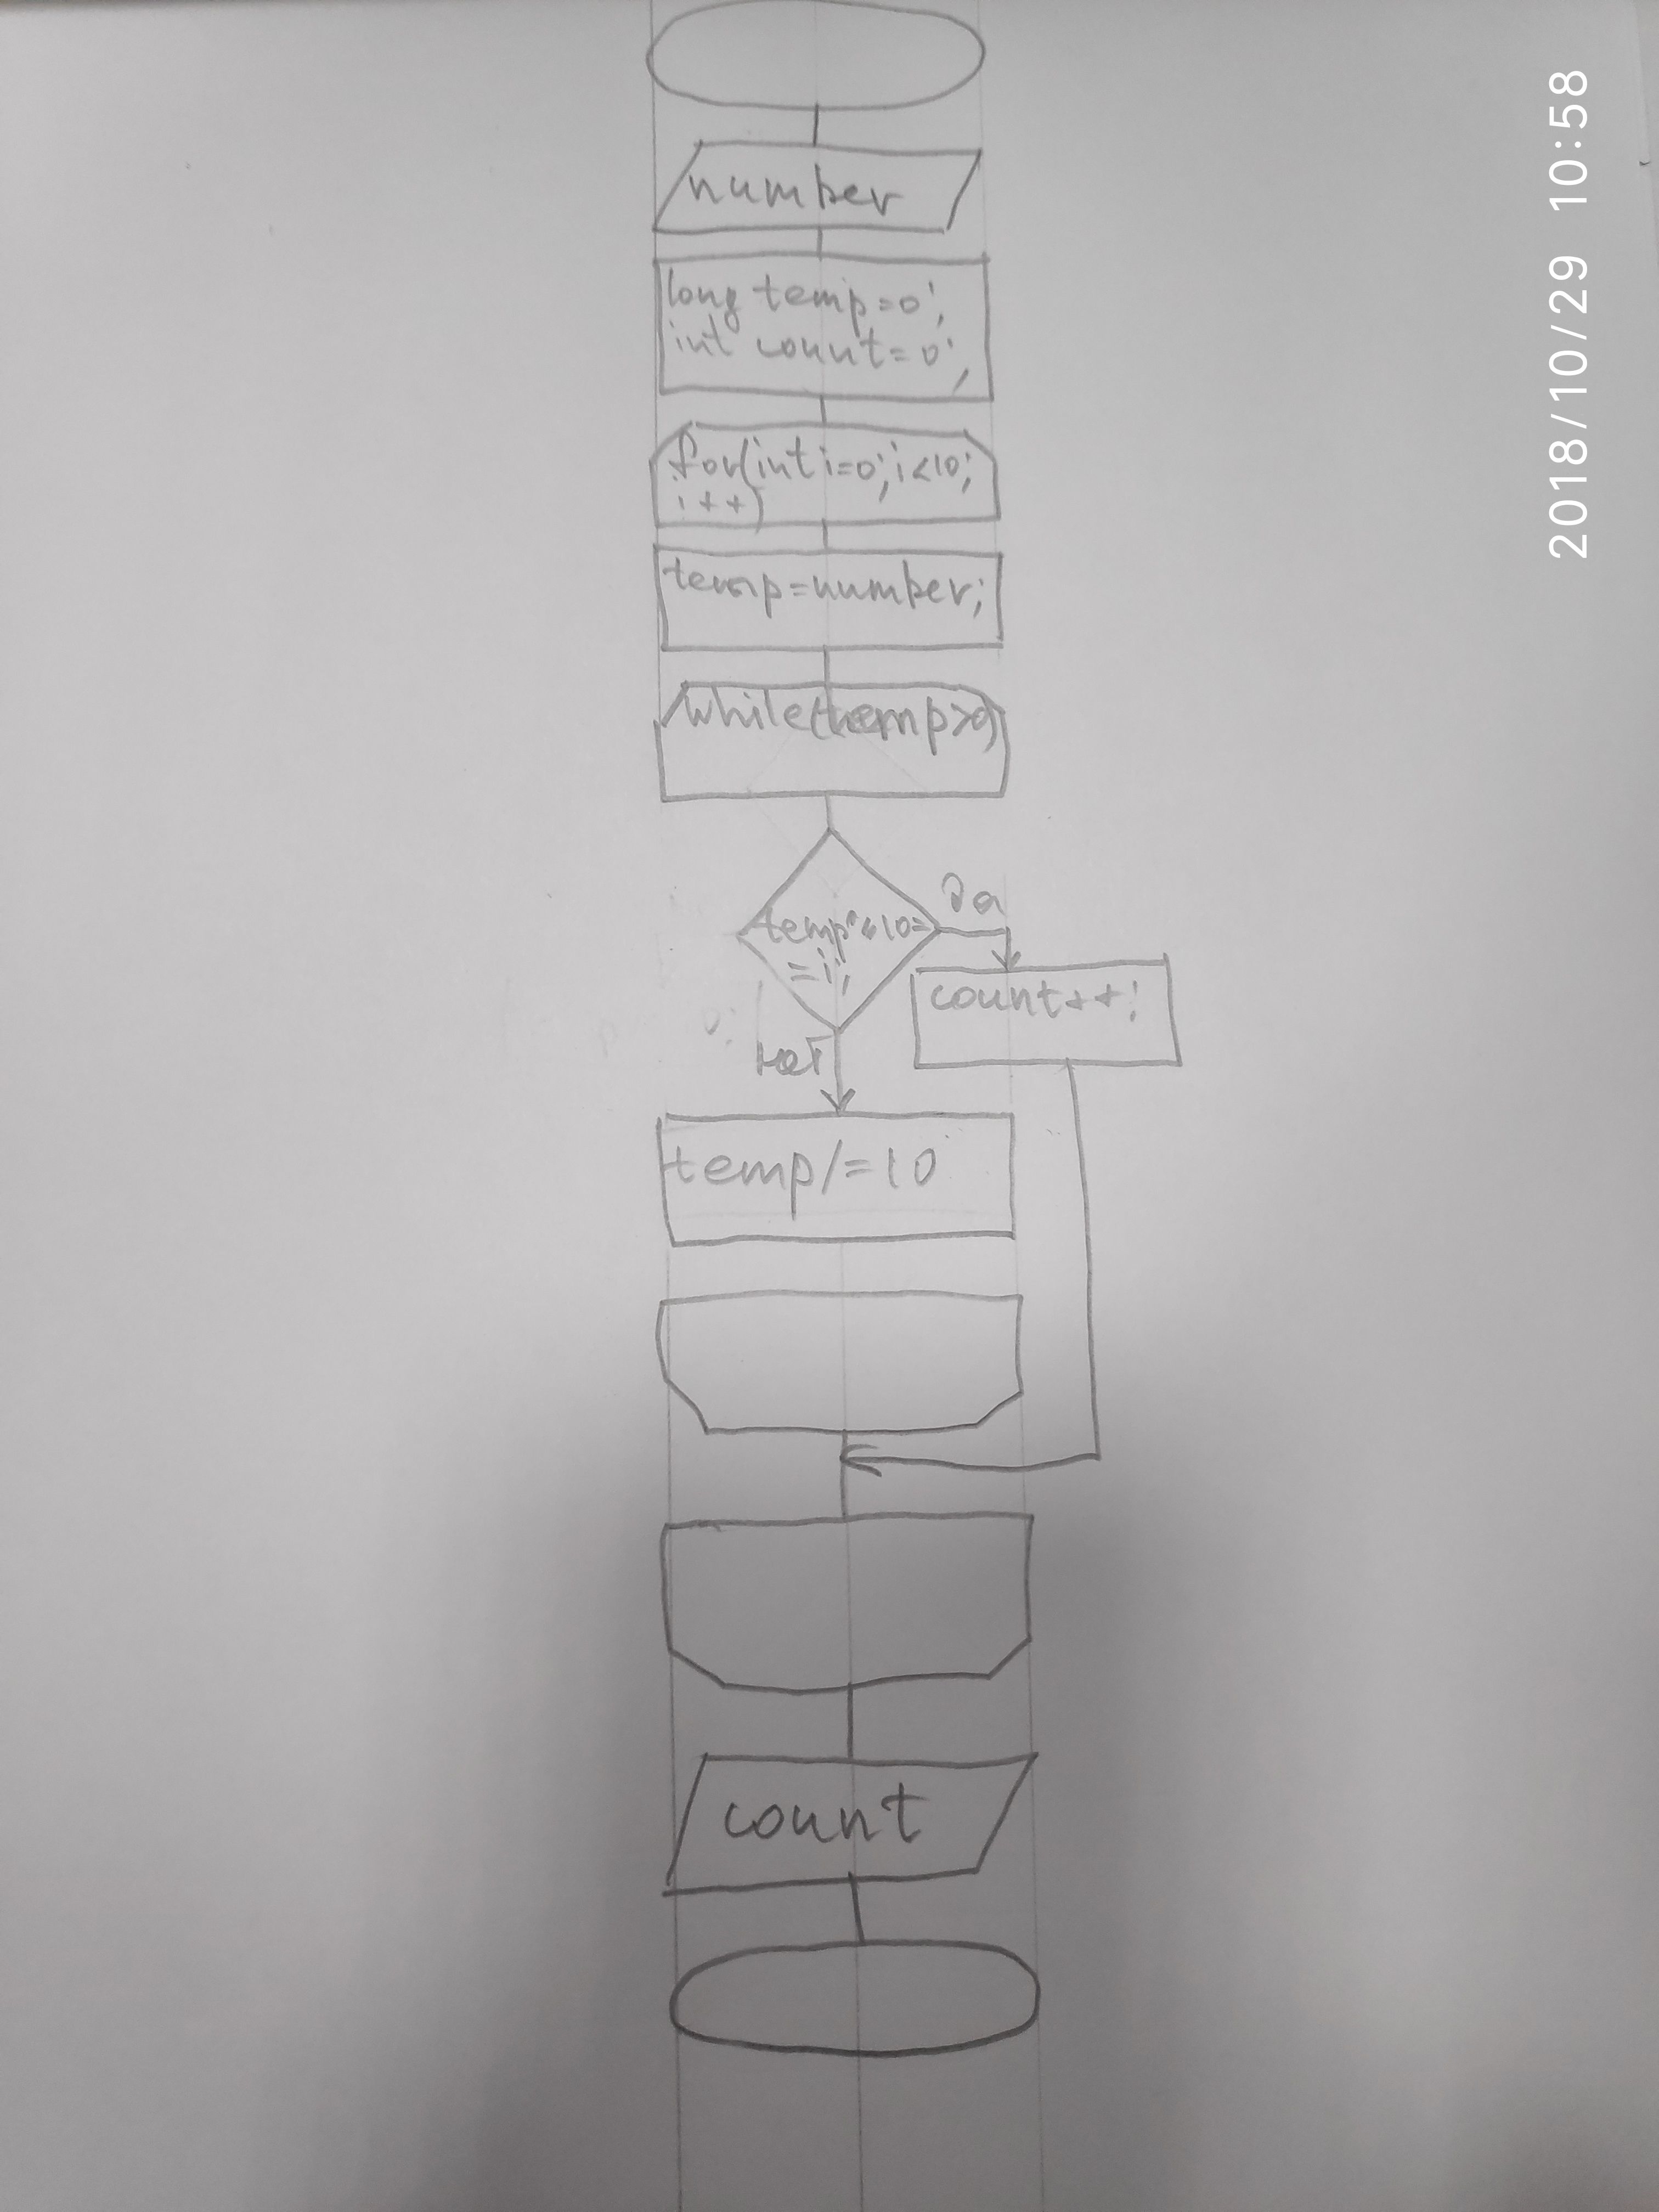 number
long temp=0;
int count=0;
for(int i=0;i<10;
i++)
temp=number;
while(temp>0)
да
temp%10=
=i;
count++;
нет
temp/=10
count
2018/10/29 10:58